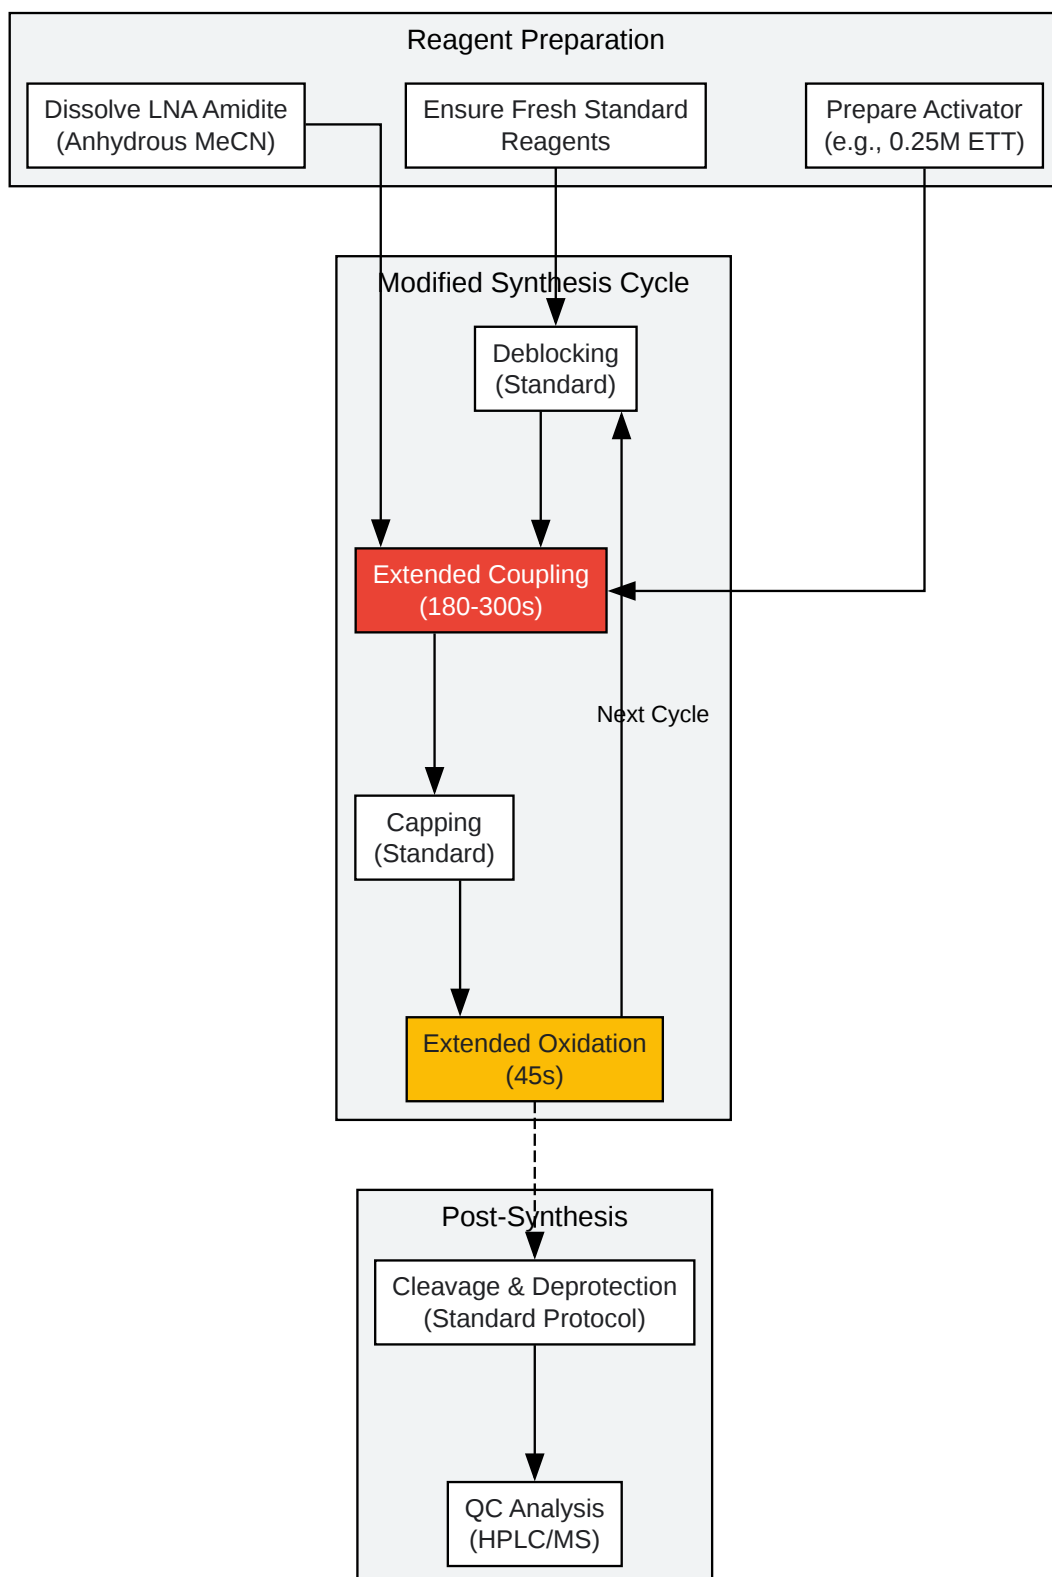 Reagent Preparation
Dissolve LNA Amidite
(Anhydrous MeCN)
Ensure Fresh Standard
Reagents
Prepare Activator
(e.g., 0.25M ETT)
Modified Synthesis Cycle
Deblocking
(Standard)
Extended Coupling
(180-300s)
Next Cycle
Capping
(Standard)
Extended Oxidation
(45s)
Post-Synthesis
Cleavage & Deprotection
(Standard Protocol)
QC Analysis
(HPLC/MS)